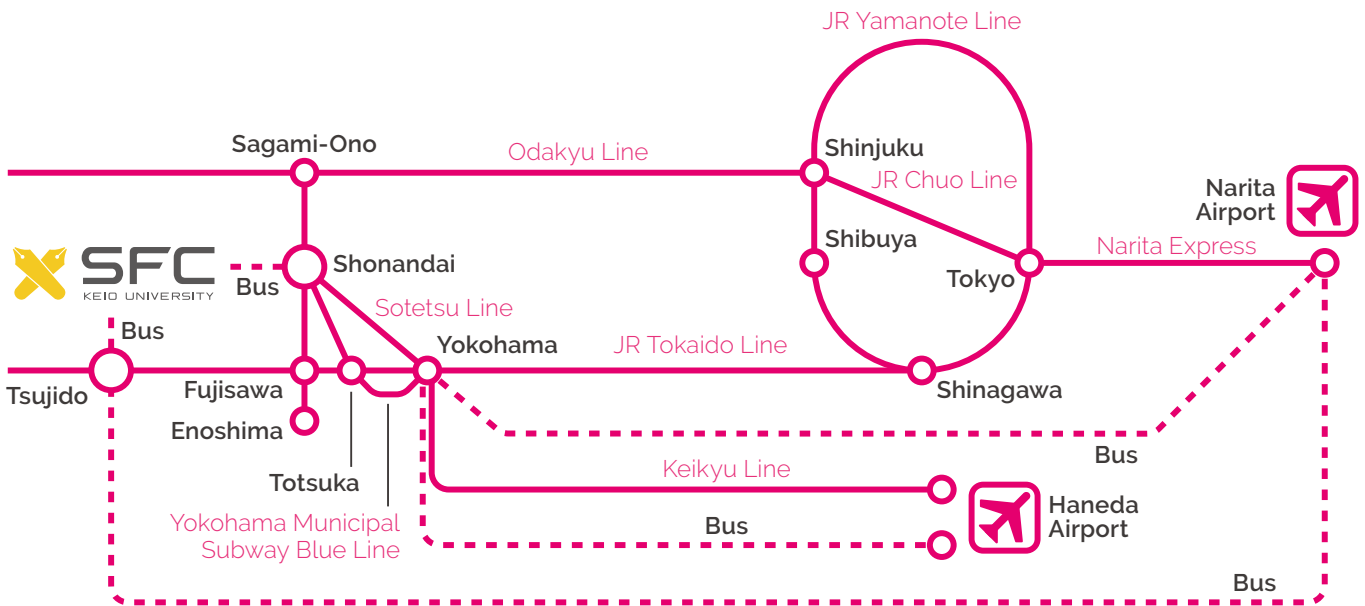 JR Yamanote Line
Sagami-Ono
Odakyu Line
Shinjuku
JR Chuo Line
Narita
Airport
SFC
KEIO UNIVERSITY
Bus
Shonandai
Shibuya
Tokyo
Narita Express
Bus
Sotetsu Line
Yokohama
JR Tokaido Line
Tsujido
Fujisawa
Shinagawa
Enoshima
Bus
Totsuka
Keikyu Line
Yokohama Municipal
Subway Blue Line
Bus
Haneda
Airport
Bus